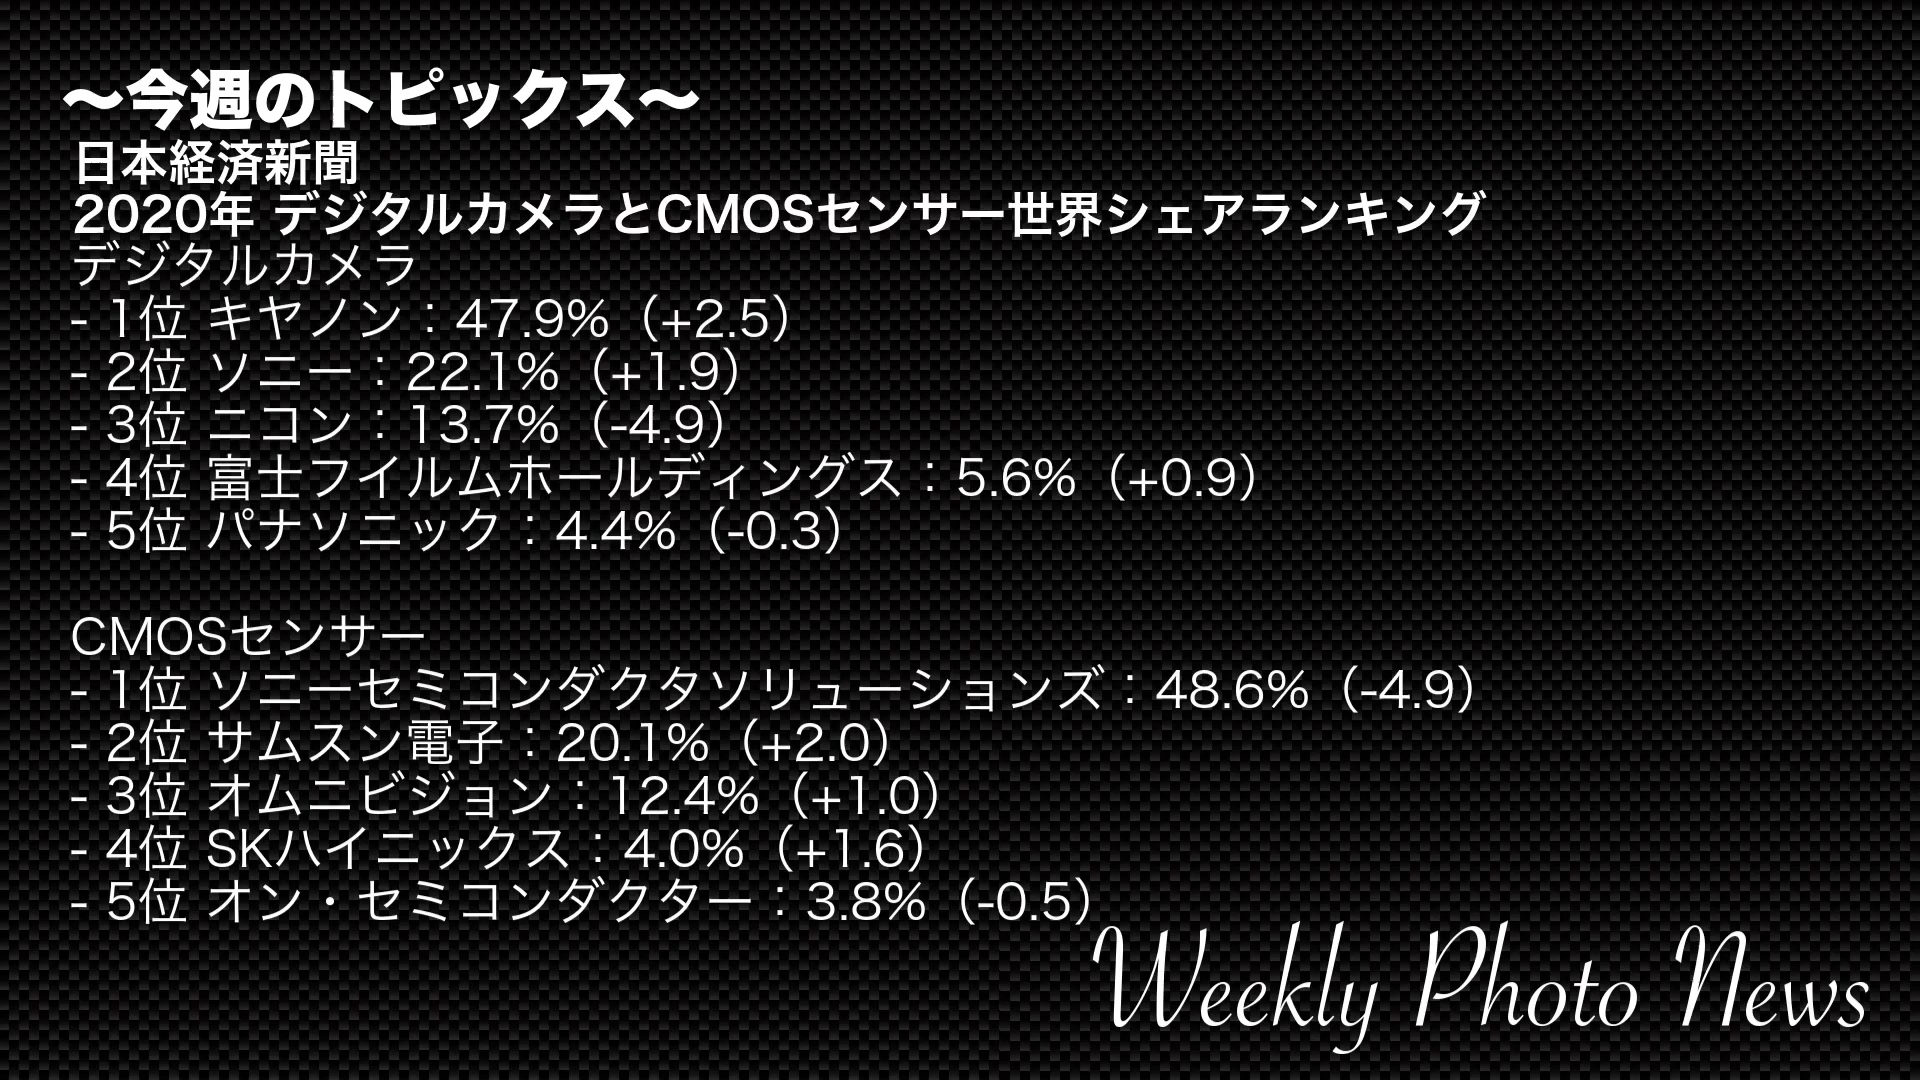 〜今週のトピックス〜
日本経済新聞
2020年 デジタルカメラとCMOSセンサー世界シェアランキング
デジタルカメラ
- 1位 キヤノン：47.9%（+2.5）
- 2位 ソニー：22.1%（+1.9）
- 3位 ニコン：13.7%（-4.9）
- 4位 富士フイルムホールディングス：5.6%（+0.9）
- 5位 パナソニック：4.4%（-0.3）
CMOSセンサー
- 1位 ソニーセミコンダクタソリューションズ：48.6%（-4.9）
- 2位 サムスン電子：20.1%（+2.0）
- 3位 オムニビジョン：12.4%（+1.0）
- 4位 SKハイニックス：4.0%（+1.6）
- 5位 オン・セミコンダクター：3.8%（-0.5）
Weekly Photo News